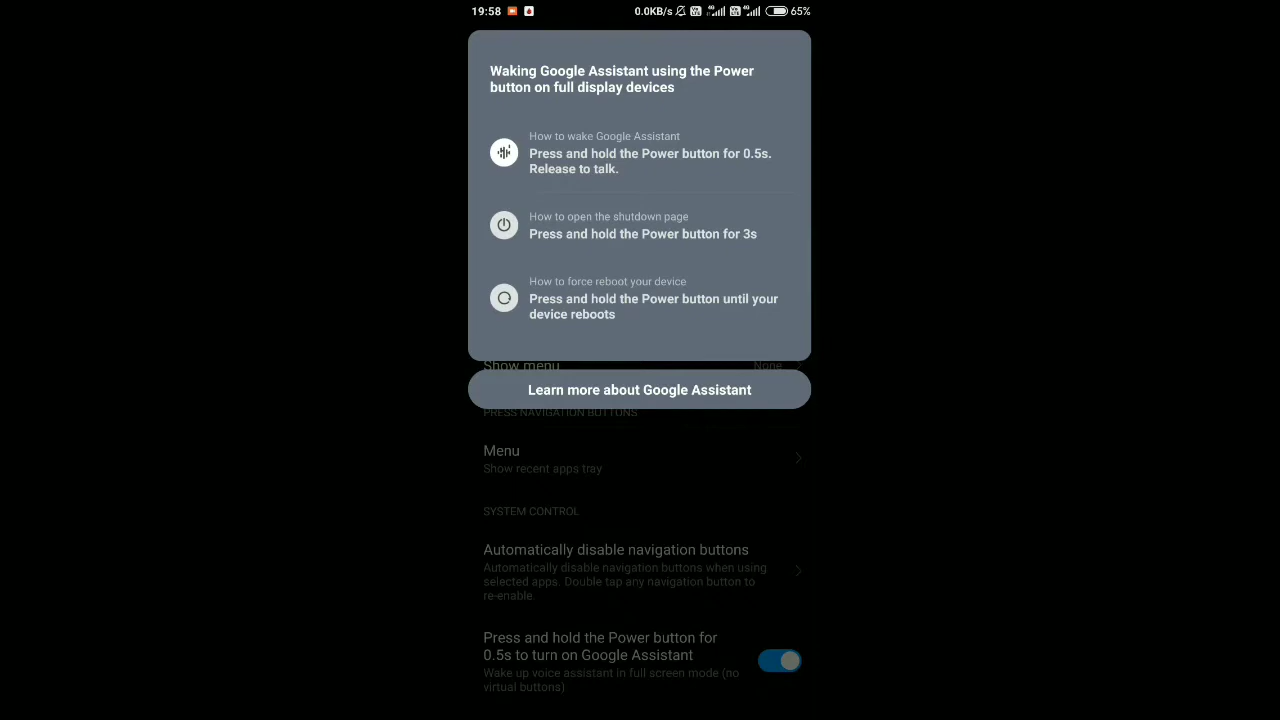 19:58
0.0KB/s
4G
4G
65%
Waking Google Assistant using the Power
button on full display devices
How to wake Google Assistant
Press and hold the Power button for 0.5s.
Release to talk.
How to open the shutdown page
Press and hold the Power button for 3s
How to force reboot your device
Press and hold the Power button until your
device reboots
Show menu
None
Learn more about Google Assistant
PRESS NAVIGATION BUTTONS
Menu
Show recent apps tray
SYSTEM CONTROL
Automatically disable navigation buttons
Automatically disable navigation buttons when using
selected apps. Double tap any navigation button to
re-enable.
Press and hold the Power button for
0.5s to turn on Google Assistant
Wake up voice assistant in full screen mode (no
virtual buttons)